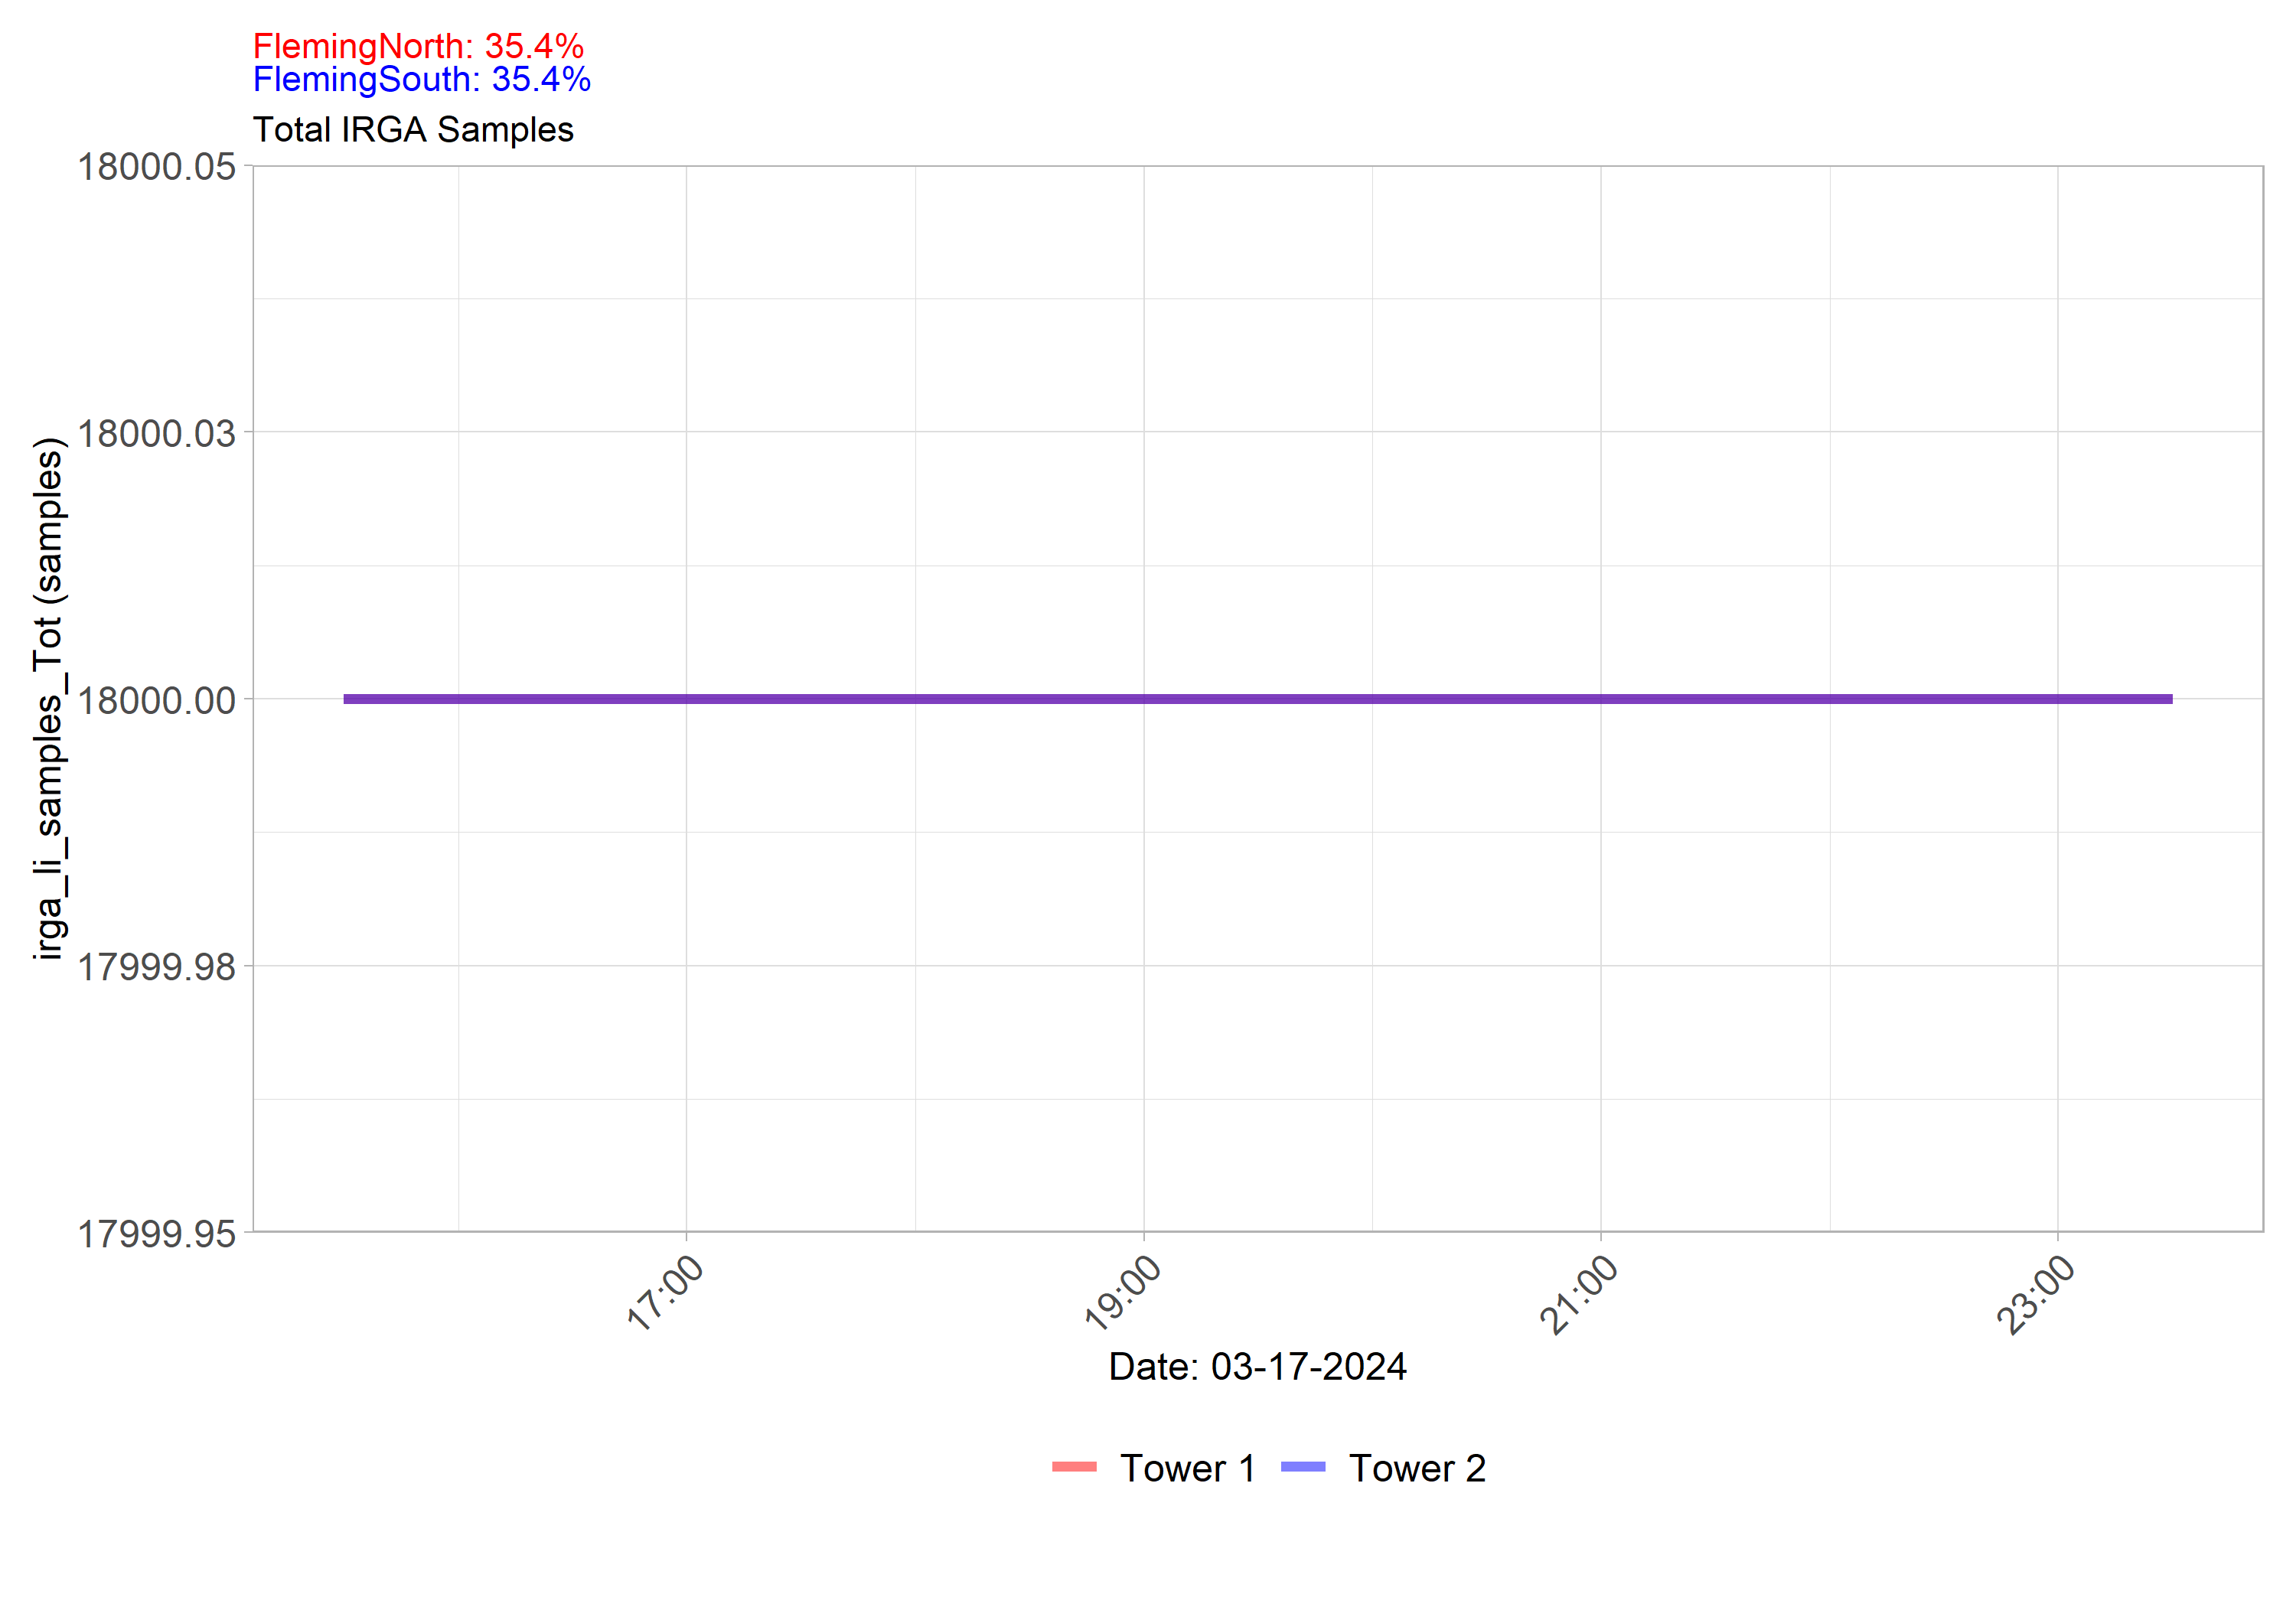 FlemingNorth: 35.4%
FlemingSouth: 35.4%
Total IRGA Samples
irga_li_samples_Tot (samples)
18000.05
18000.03
18000.00
17999.98
17999.95
17:00
19:00
21:00
23:00
Date: 03-17-2024
Tower 1
Tower 2